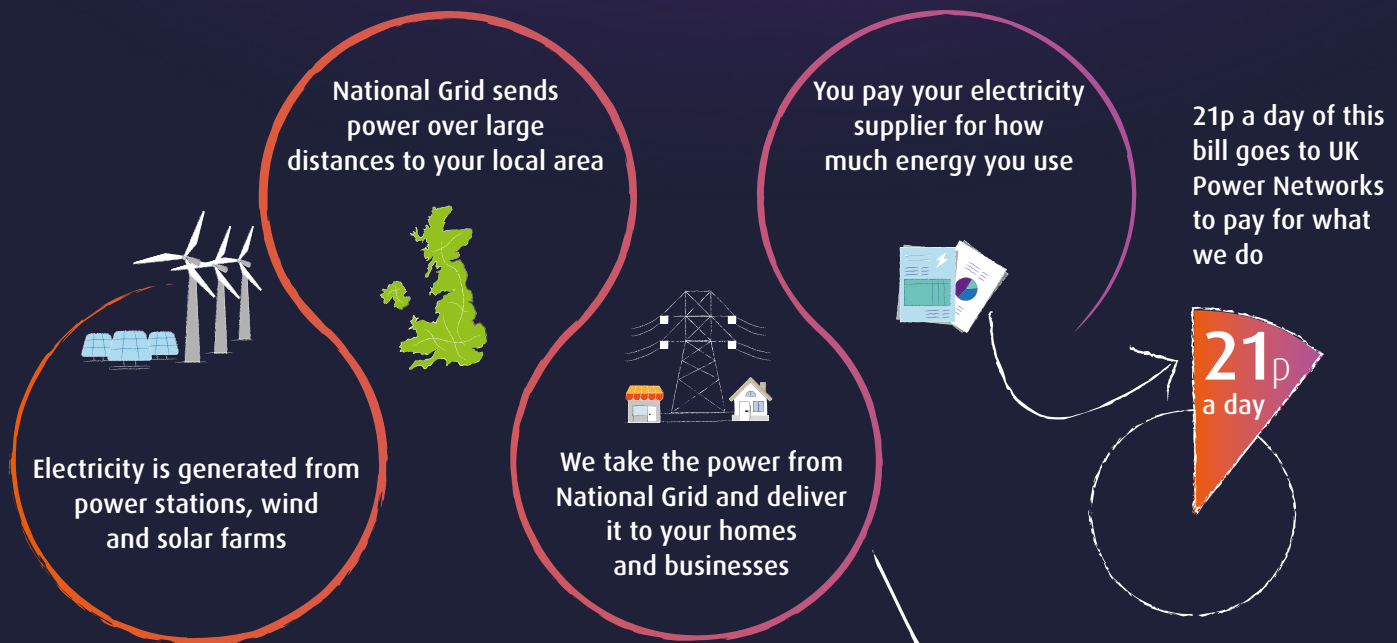 Electricity is generated from
power stations, wind
and solar farms
National Grid sends
power over large
distances to your local area
We take the power from
National Grid and deliver
it to your homes
and businesses
You pay your electricity
supplier for how
much energy you use
21p a day of this
bill goes to UK
Power Networks
to pay for what
we do
21p
a day